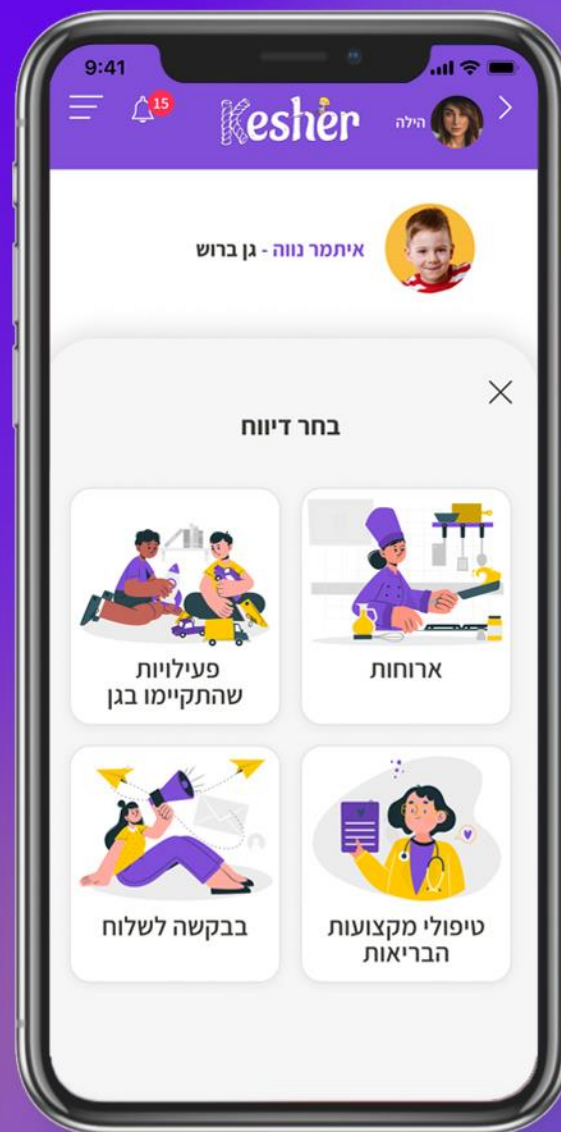 9:41
15
Kesher
הילה
איתמר נווה - גן ברוש
בחר דיווח
ארוחות
פעילויות
שהתקיימו בגן
טיפולי מקצועות
הבריאות
בבקשה לשלוח